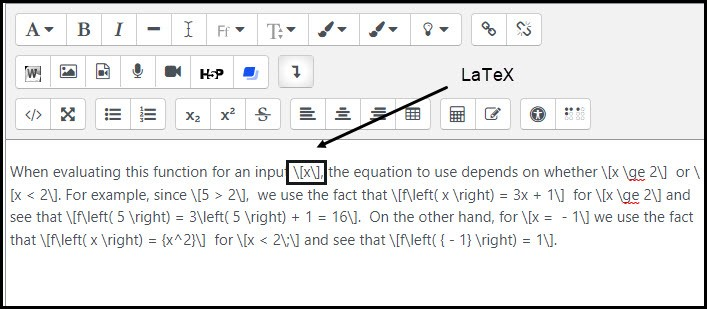 A B I Ff T
W H-P
</> x₂ x² S
LaTeX
When evaluating this function for an input \[x\], the equation to use depends on whether \[x \ge 2\] or \
[x < 2\]. For example, since \[5 > 2\], we use the fact that \[f\left( x \right) = 3x + 1\] for \[x \ge 2\] and
see that \[f\left( 5 \right) = 3\left( 5 \right) + 1 = 16\]. On the other hand, for \[x = - 1\] we use the fact
that \[f\left( x \right) = {x^2}\] for \[x < 2\;\] and see that \[f\left( { - 1} \right) = 1\].